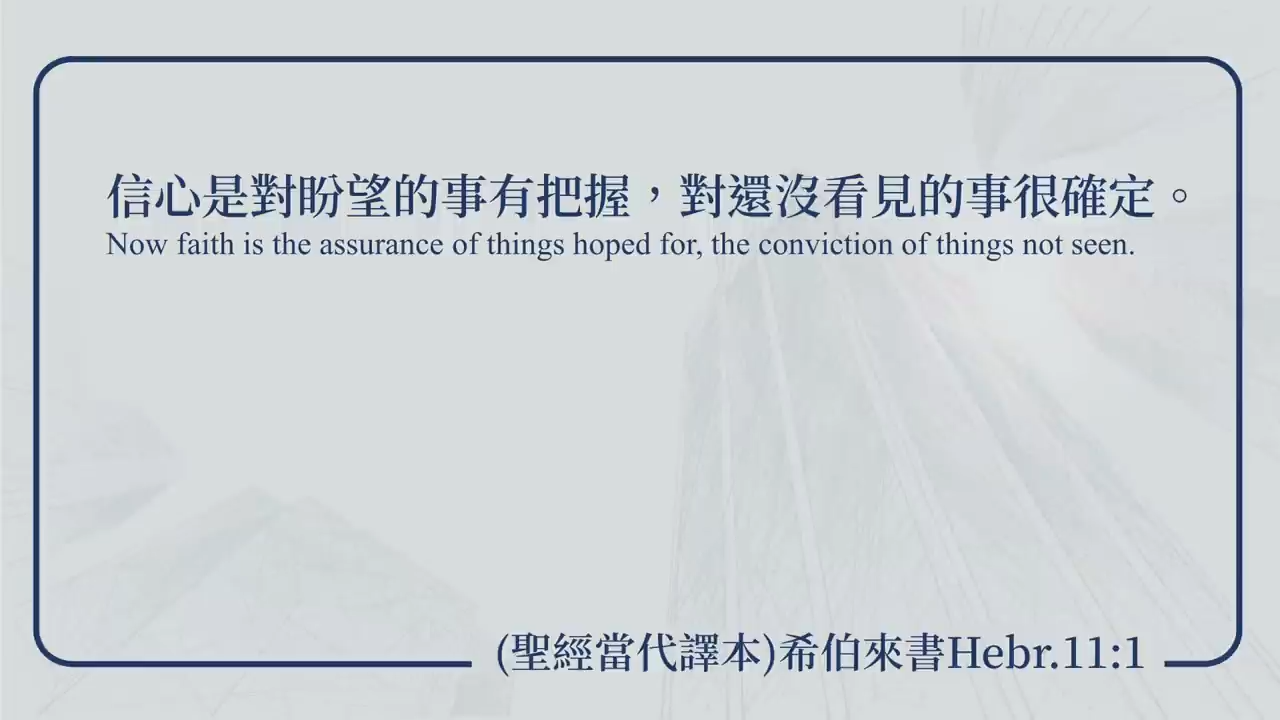 信心是對盼望的事有把握，對還沒看見的事很確定。
Now faith is the assurance of things hoped for, the conviction of things not seen.
(聖經當代譯本)希伯來書Hebr.11:1